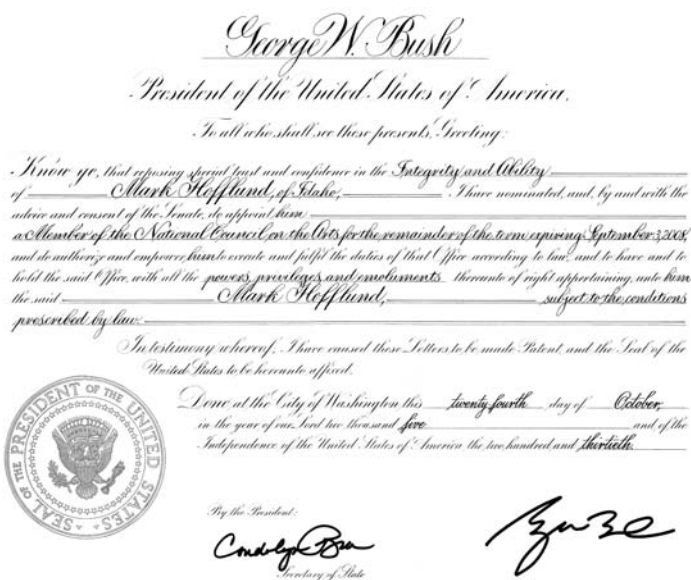 George W. Bush
President of the United States of America.
To all who shall see these presents, Greeting:
Know ye, that reposing special trust and confidence in the Integrity and Ability
of Mark Hofflund, of Idaho, I have nominated, and, by and with the
advice and consent of the Senate, do appoint him
a Member of the National Council on the Arts for the remainder of the term expiring September 3, 2008,
and do authorize and empower him to execute and fulfil the duties of that Office according to law, and to have and to
hold the said Office, with all the powers, privileges, and emoluments thereunto of right appertaining, unto him
the said Mark Hofflund, subject to the conditions
prescribed by law.
In testimony whereof, I have caused these Letters to be made Patent, and the Seal of the
United States to be hereunto affixed.
Done at the City of Washington this twenty fourth day of October,
in the year of our Lord two thousand five and of the
Independence of the United States of America the two hundred and thirtieth.
SEAL OF THE PRESIDENT OF THE UNITED STATES
By the President:
Secretary of State